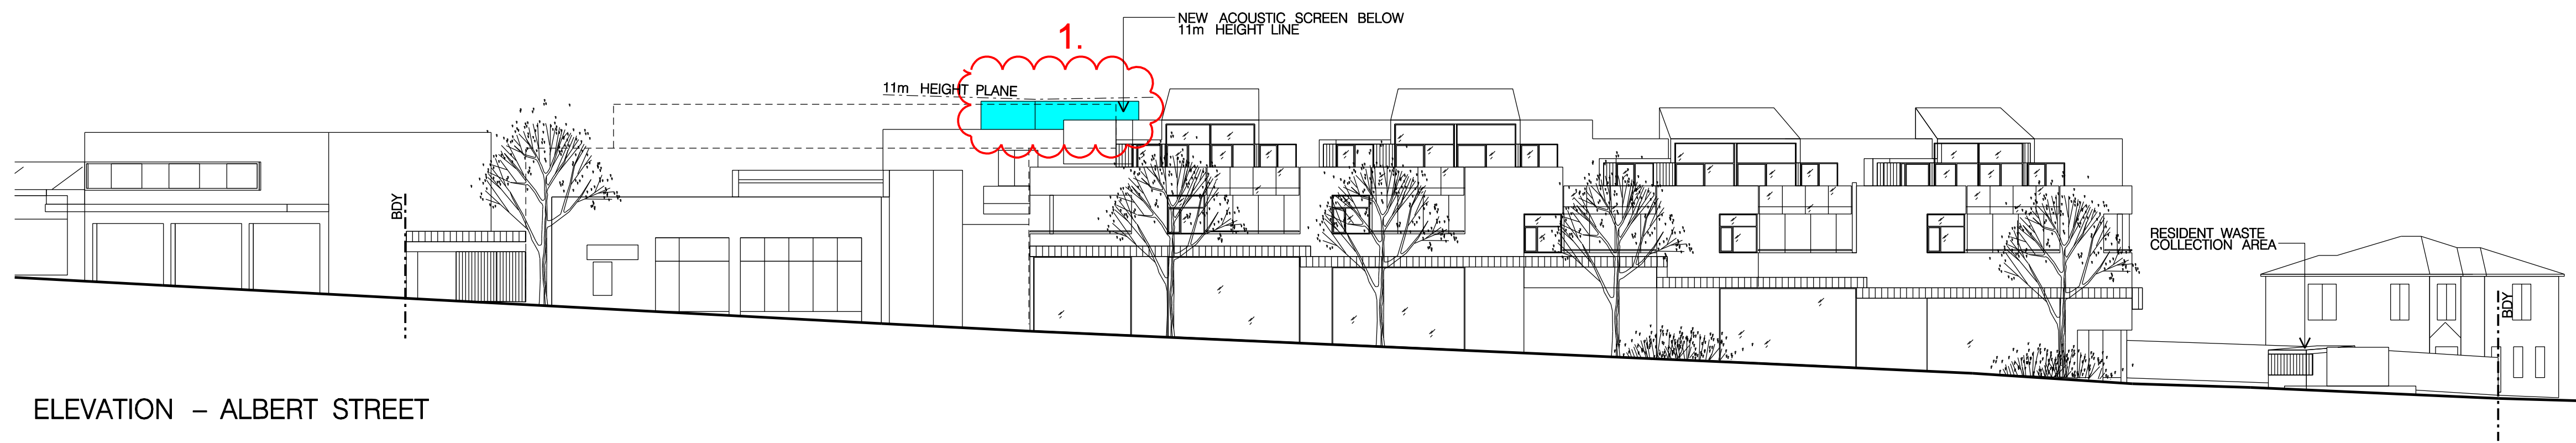 1.
NEW ACOUSTIC SCREEN BELOW
11m HEIGHT LINE
11m HEIGHT PLANE
BDY
RESIDENT WASTE
COLLECTION AREA
BDY
ELEVATION - ALBERT STREET